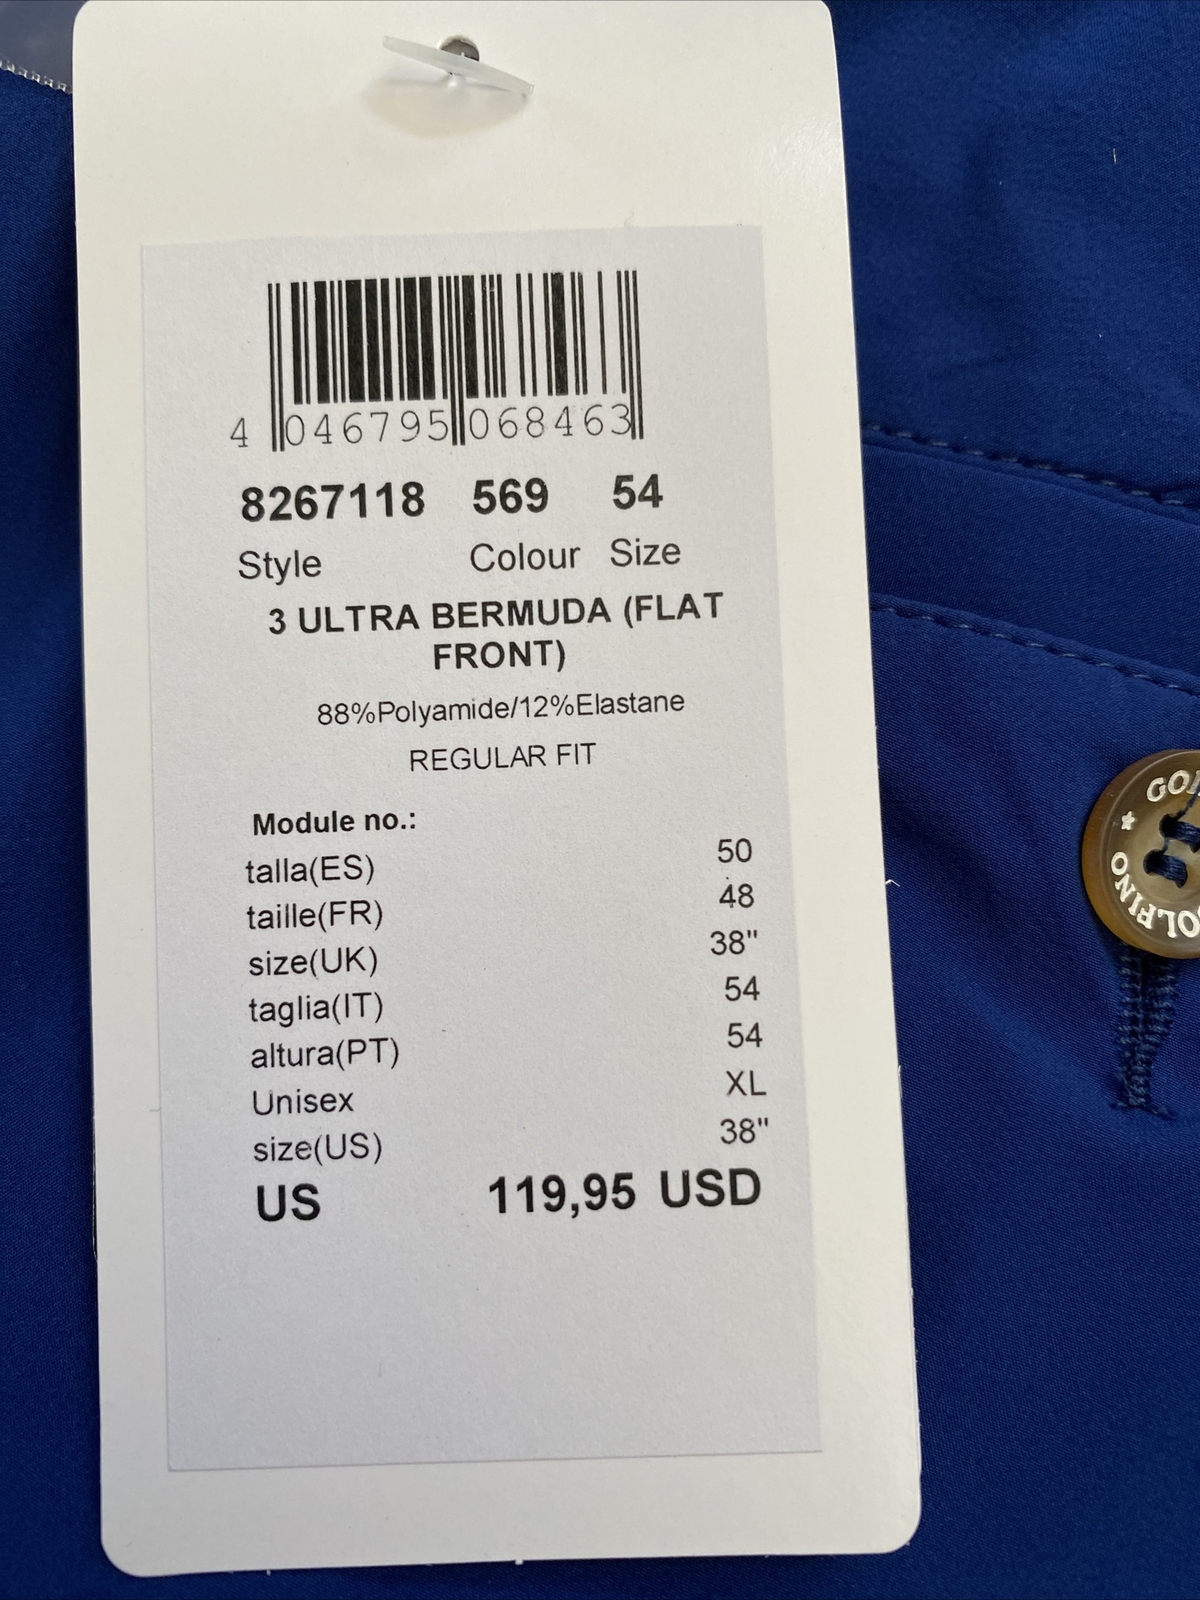 4 046795 068463
8267118 569 54
Style Colour Size
3 ULTRA BERMUDA (FLAT
FRONT)
88%Polyamide/12%Elastane
REGULAR FIT
Module no.:
talla(ES) 50
taille(FR) 48
size(UK) 38"
taglia(IT) 54
altura(PT) 54
Unisex XL
size(US) 38"
US 119,95 USD